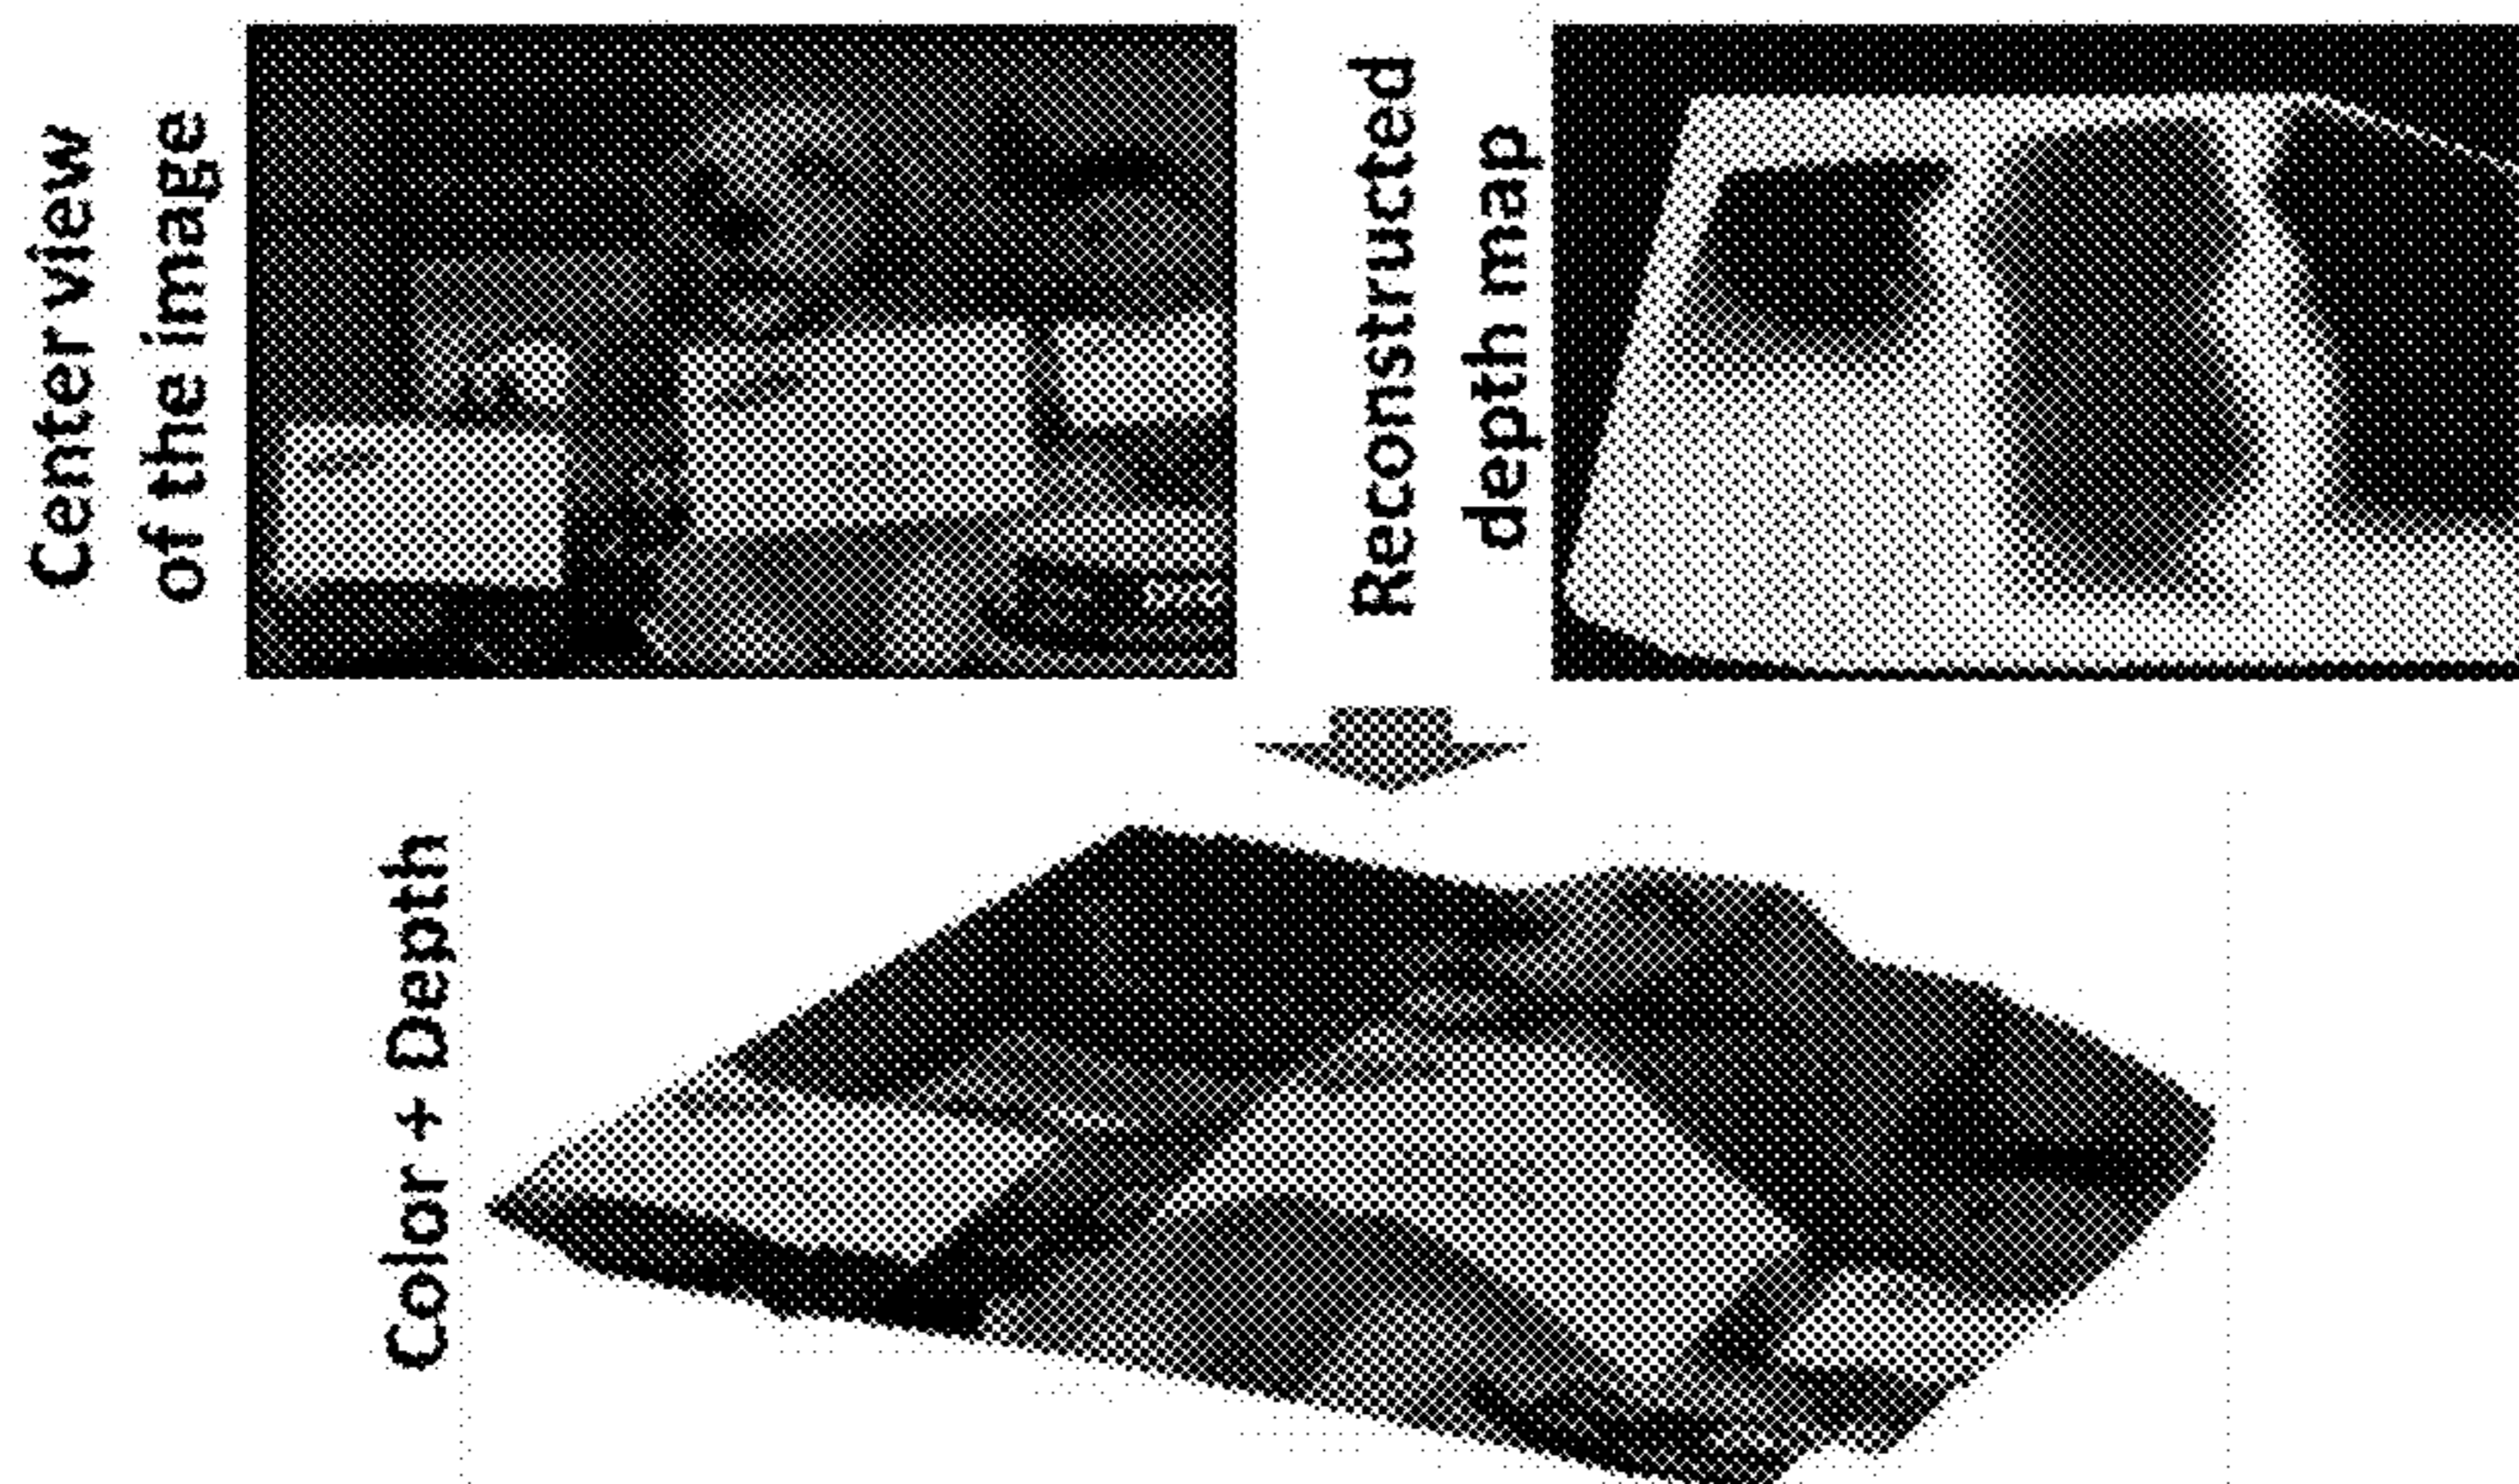 Center view
of the image
Reconstructed
depth map
Color + Depth